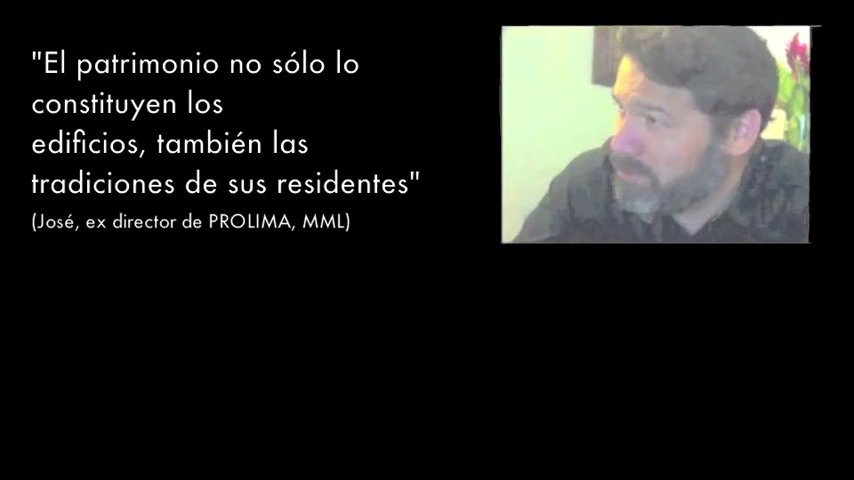 "El patrimonio no sólo lo
constituyen los
edificios, también las
tradiciones de sus residentes"
(José, ex director de PROLIMA, MML)